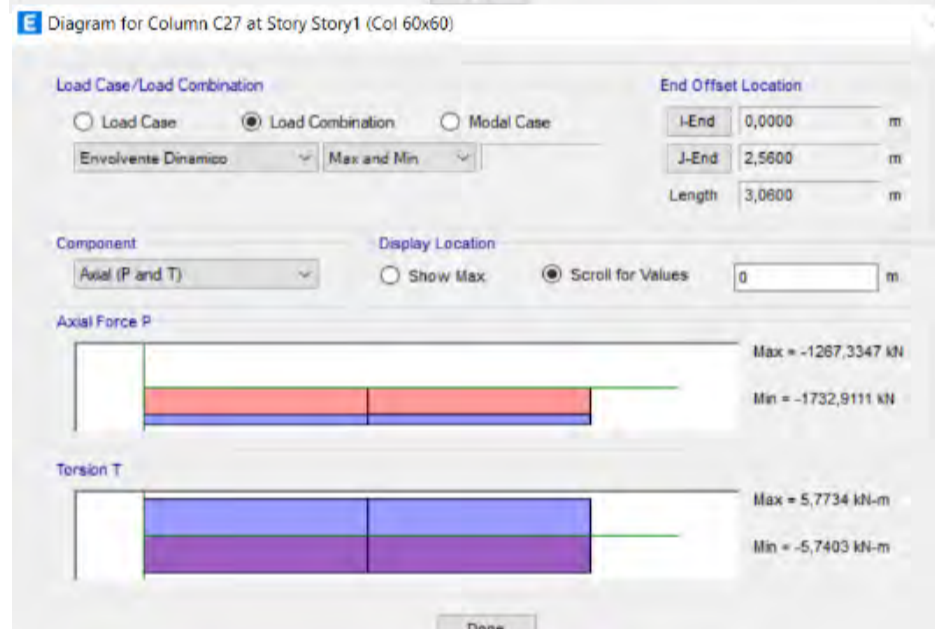 E Diagram for Column C27 at Story Story1 (Col 60x60)
Load Case/Load Combination
Load Case Load Combination Modal Case
Envolvente Dinamico Max and Min
End Offset Location
I-End 0,0000 m
J-End 2,5600 m
Length 3,0600 m
Component
Axial (P and T)
Display Location
Show Max Scroll for Values 0 m
Axial Force P
Max = -1267,3347 kN
Min = -1732,9111 kN
Torsion T
Max = 5,7734 kN-m
Min = -5,7403 kN-m
Done